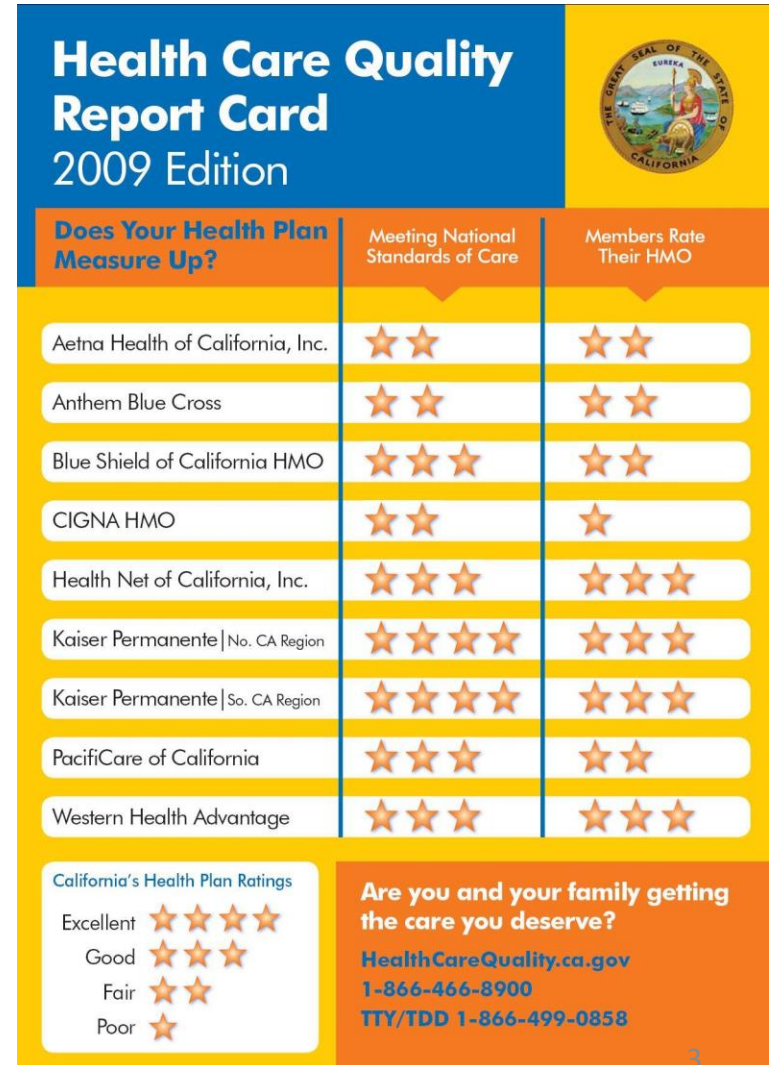 Health Care Quality
Report Card
2009 Edition
THE GREAT SEAL OF THE STATE OF CALIFORNIA
EUREKA
Does Your Health Plan
Measure Up?
Meeting National
Standards of Care
Members Rate
Their HMO
Aetna Health of California, Inc.
Anthem Blue Cross
Blue Shield of California HMO
CIGNA HMO
Health Net of California, Inc.
Kaiser Permanente|No. CA Region
Kaiser Permanente|So. CA Region
PacifiCare of California
Western Health Advantage
California's Health Plan Ratings
Excellent
Good
Fair
Poor
Are you and your family getting
the care you deserve?
HealthCareQuality.ca.gov
1-866-466-8900
TTY/TDD 1-866-499-0858
3